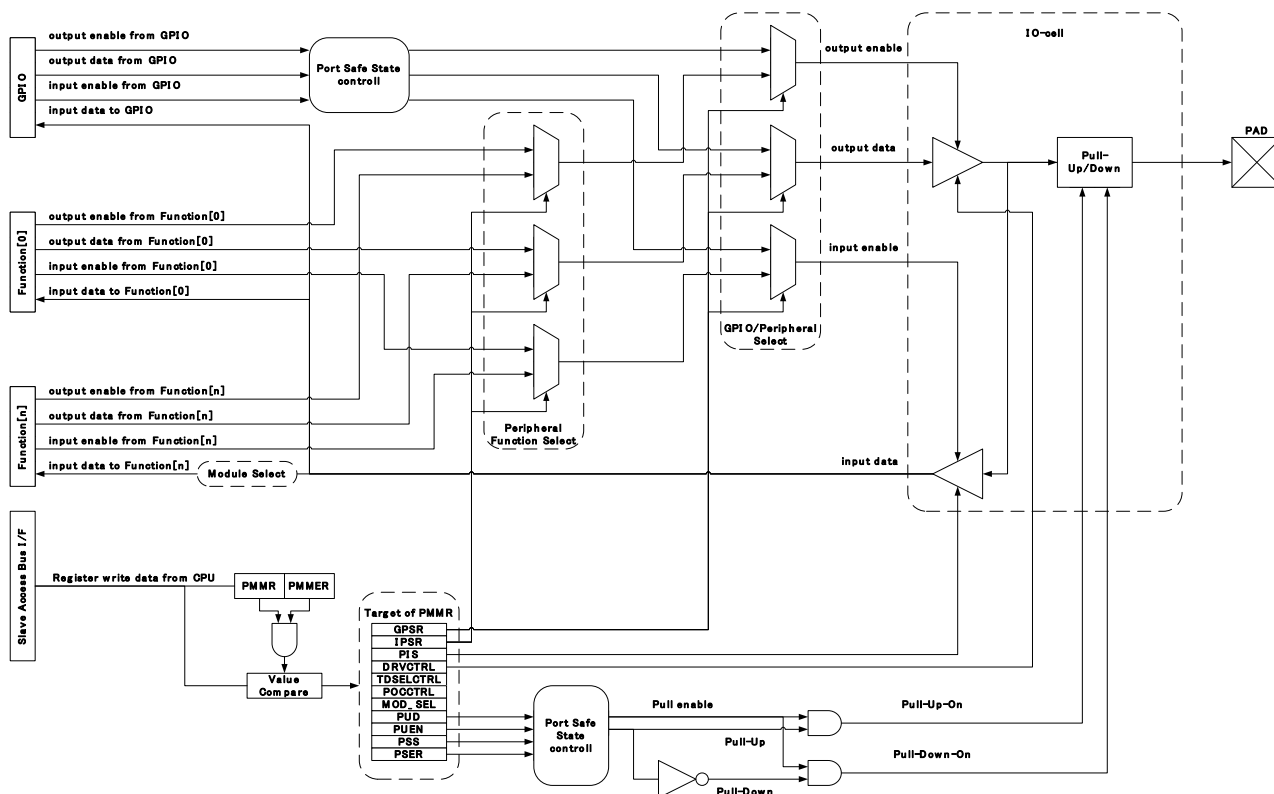 output enable from GPIO
output data from GPIO
input enable from GPIO
input data to GPIO
GPIO
Port Safe State
controll
output enable
IO-cell
output data
Pull-
Up/Down
PAD
input enable
GPIO/Peripheral
Select
output enable from Function[0]
output data from Function[0]
input enable from Function[0]
input data to Function[0]
Function[0]
output enable from Function[n]
output data from Function[n]
input enable from Function[n]
input data to Function[n]
Function[n]
Module Select
Peripheral
Function Select
input data
Slave Access Bus I/F
Register write data from CPU
PMMR
PMMER
Value
Compare
Target of PMMR
GPSR
IPSR
PIS
DRVCTRL
TDSELCTRL
POCCTRL
MOD_SEL
PUD
PUEN
PSS
PSER
Port Safe
State
controll
Pull enable
Pull-Up
Pull-Down
Pull-Up-On
Pull-Down-On